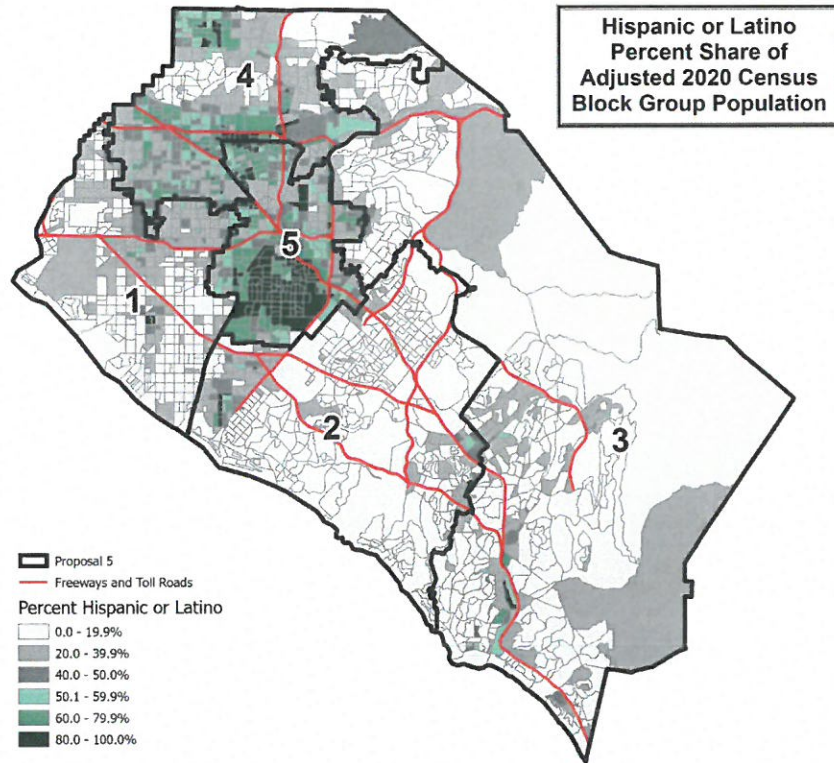 Hispanic or Latino
Percent Share of
Adjusted 2020 Census
Block Group Population
4
5
1
2
3
Proposal 5
Freeways and Toll Roads
Percent Hispanic or Latino
0.0 - 19.9%
20.0 - 39.9%
40.0 - 50.0%
50.1 - 59.9%
60.0 - 79.9%
80.0 - 100.0%